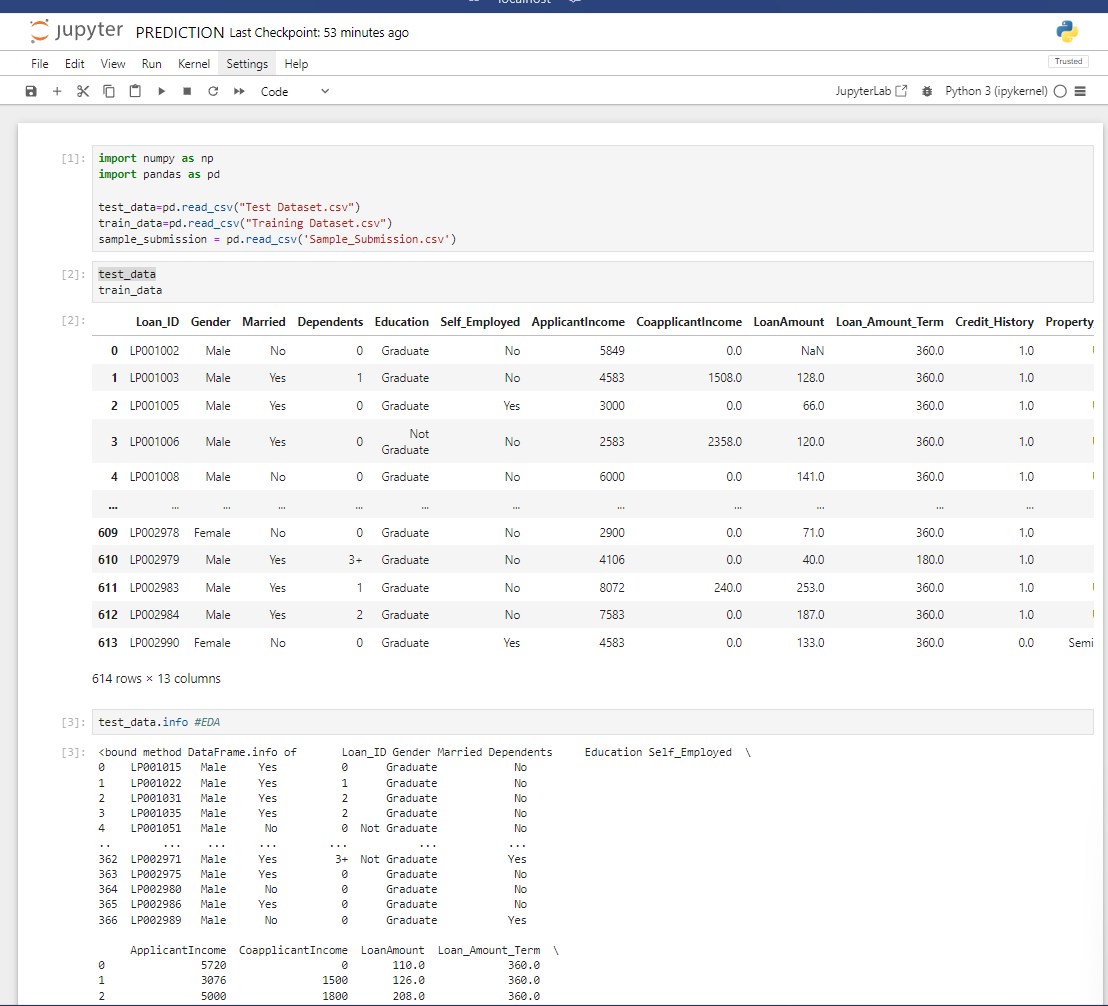 localhost
jupyter PREDICTION Last Checkpoint: 53 minutes ago
File Edit View Run Kernel Settings Help
Trusted
Code
JupyterLab Python 3 (ipykernel)
[1]: import numpy as np
import pandas as pd
test_data=pd.read_csv("Test Dataset.csv")
train_data=pd.read_csv("Training Dataset.csv")
sample_submission = pd.read_csv('Sample_Submission.csv')
[2]: test_data
train_data
[2]: Loan_ID Gender Married Dependents Education Self_Employed ApplicantIncome CoapplicantIncome LoanAmount Loan_Amount_Term Credit_History Property_
0 LP001002 Male No 0 Graduate No 5849 0.0 NaN 360.0 1.0
1 LP001003 Male Yes 1 Graduate No 4583 1508.0 128.0 360.0 1.0
2 LP001005 Male Yes 0 Graduate Yes 3000 0.0 66.0 360.0 1.0
3 LP001006 Male Yes 0 Not Graduate No 2583 2358.0 120.0 360.0 1.0
4 LP001008 Male No 0 Graduate No 6000 0.0 141.0 360.0 1.0
... ... ... ... ... ... ... ... ... ... ... ...
609 LP002978 Female No 0 Graduate No 2900 0.0 71.0 360.0 1.0
610 LP002979 Male Yes 3+ Graduate No 4106 0.0 40.0 180.0 1.0
611 LP002983 Male Yes 1 Graduate No 8072 240.0 253.0 360.0 1.0
612 LP002984 Male Yes 2 Graduate No 7583 0.0 187.0 360.0 1.0
613 LP002990 Female No 0 Graduate Yes 4583 0.0 133.0 360.0 0.0 Semi
614 rows × 13 columns
[3]: test_data.info #EDA
[3]: <bound method DataFrame.info of Loan_ID Gender Married Dependents Education Self_Employed \
0 LP001015 Male Yes 0 Graduate No
1 LP001022 Male Yes 1 Graduate No
2 LP001031 Male Yes 2 Graduate No
3 LP001035 Male Yes 2 Graduate No
4 LP001051 Male No 0 Not Graduate No
.. ... ... ... ... ... ...
362 LP002971 Male Yes 3+ Not Graduate Yes
363 LP002975 Male Yes 0 Graduate No
364 LP002980 Male No 0 Graduate No
365 LP002986 Male Yes 0 Graduate No
366 LP002989 Male No 0 Graduate Yes
ApplicantIncome CoapplicantIncome LoanAmount Loan_Amount_Term \
0 5720 0 110.0 360.0
1 3076 1500 126.0 360.0
2 5000 1800 208.0 360.0